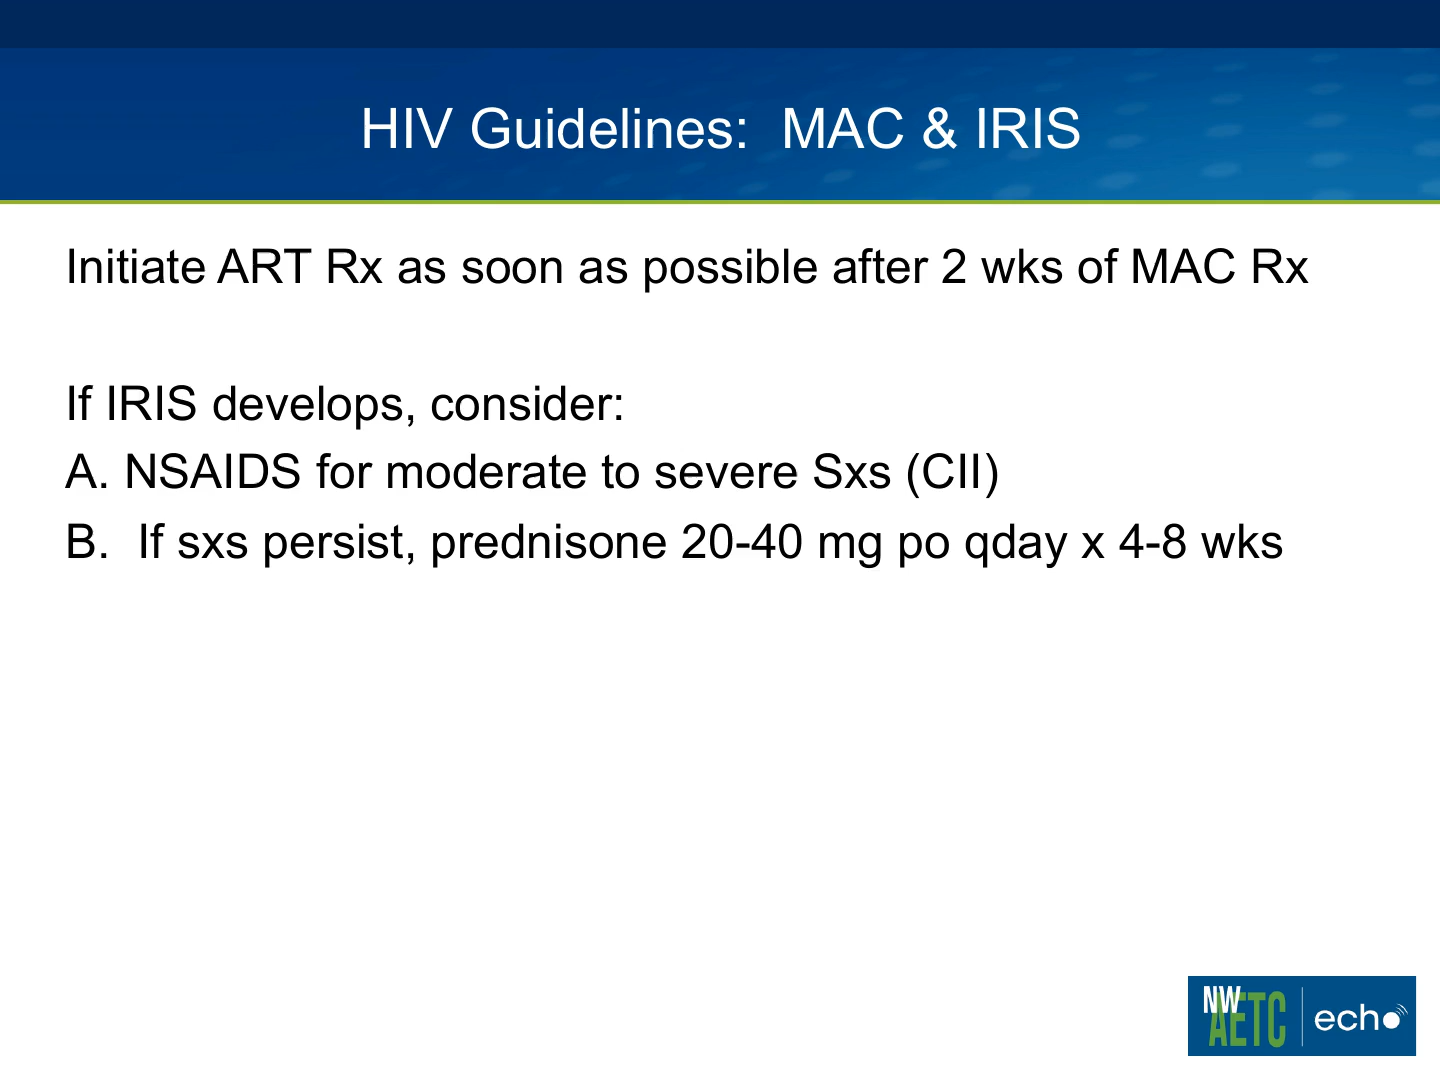 HIV Guidelines:  MAC & IRIS
Initiate ART Rx as soon as possible after 2 wks of MAC Rx
If IRIS develops, consider:
A. NSAIDS for moderate to severe Sxs (CII)
B.  If sxs persist, prednisone 20-40 mg po qday x 4-8 wks
NW
AETC
echo